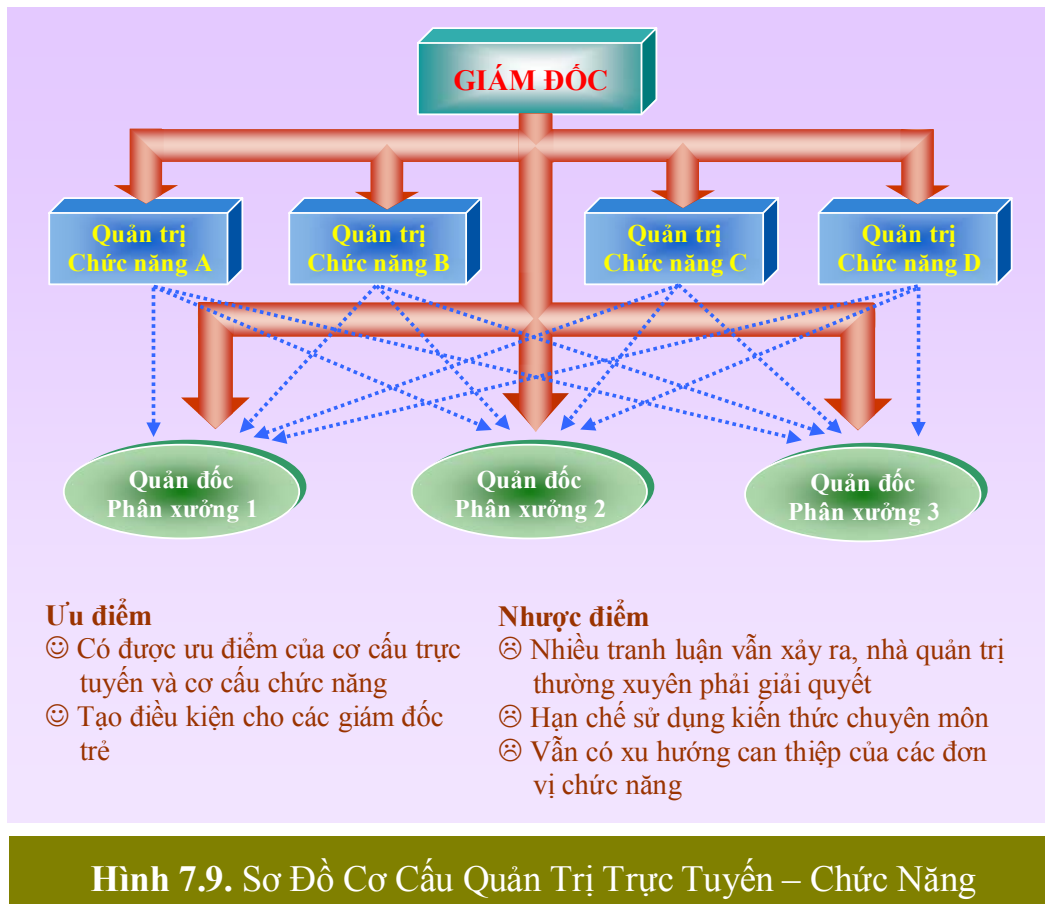 GIÁM ĐỐC
Quản trị
Chức năng A
Quản trị
Chức năng B
Quản trị
Chức năng C
Quản trị
Chức năng D
Quản đốc
Phân xưởng 1
Quản đốc
Phân xưởng 2
Quản đốc
Phân xưởng 3
Ưu điểm
☺ Có được ưu điểm của cơ cấu trực
tuyến và cơ cấu chức năng
☺ Tạo điều kiện cho các giám đốc
trẻ
Nhược điểm
☹ Nhiều tranh luận vẫn xảy ra, nhà quản trị
thường xuyên phải giải quyết
☹ Hạn chế sử dụng kiến thức chuyên môn
☹ Vẫn có xu hướng can thiệp của các đơn
vị chức năng
Hình 7.9. Sơ Đồ Cơ Cấu Quản Trị Trực Tuyến – Chức Năng